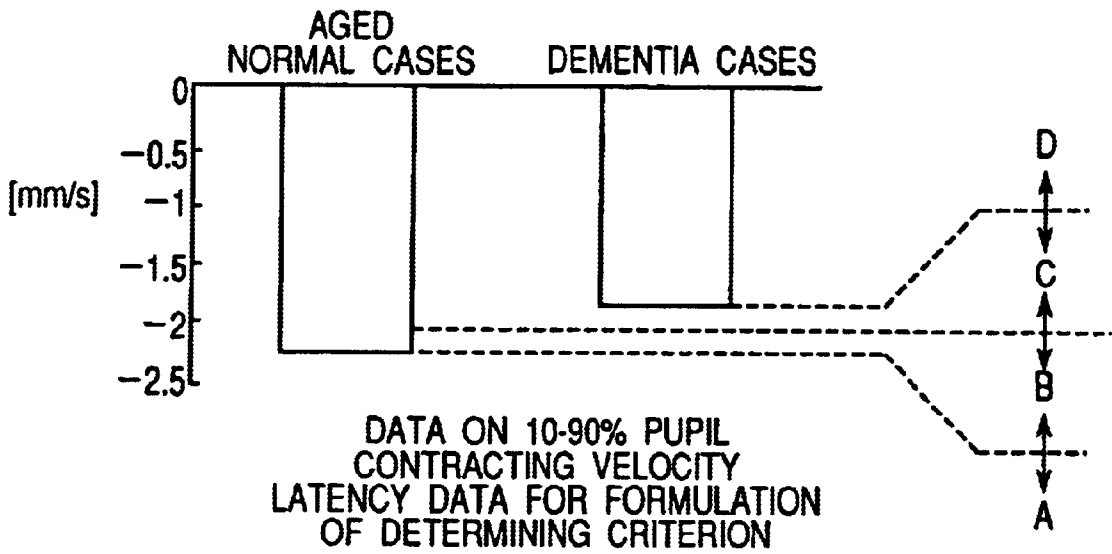 AGED
NORMAL CASES
DEMENTIA CASES
0
−0.5
[mm/s]
−1
−1.5
−2
−2.5
D
C
B
A
DATA ON 10-90% PUPIL
CONTRACTING VELOCITY
LATENCY DATA FOR FORMULATION
OF DETERMINING CRITERION